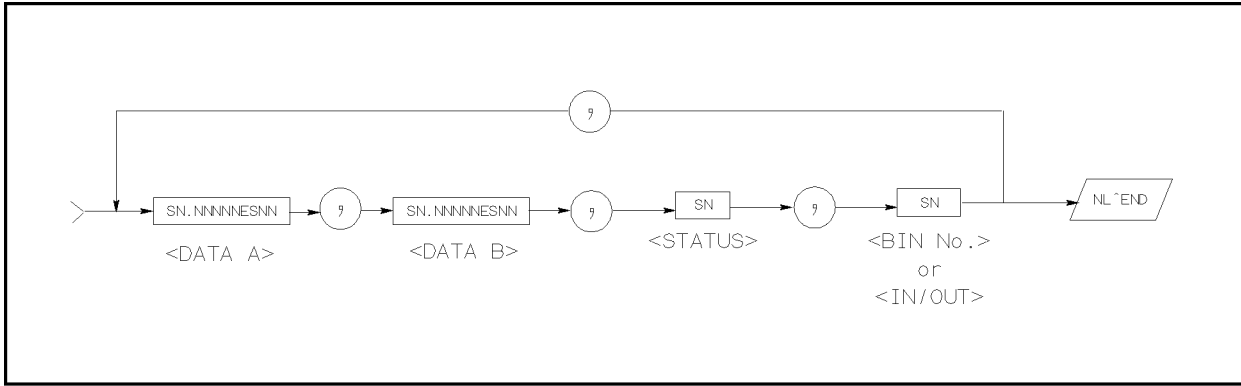 ,
SN.NNNNNESNN , SN.NNNNNESNN , SN , SN NL^END
<DATA A> <DATA B> <STATUS> <BIN No.>
or
<IN/OUT>